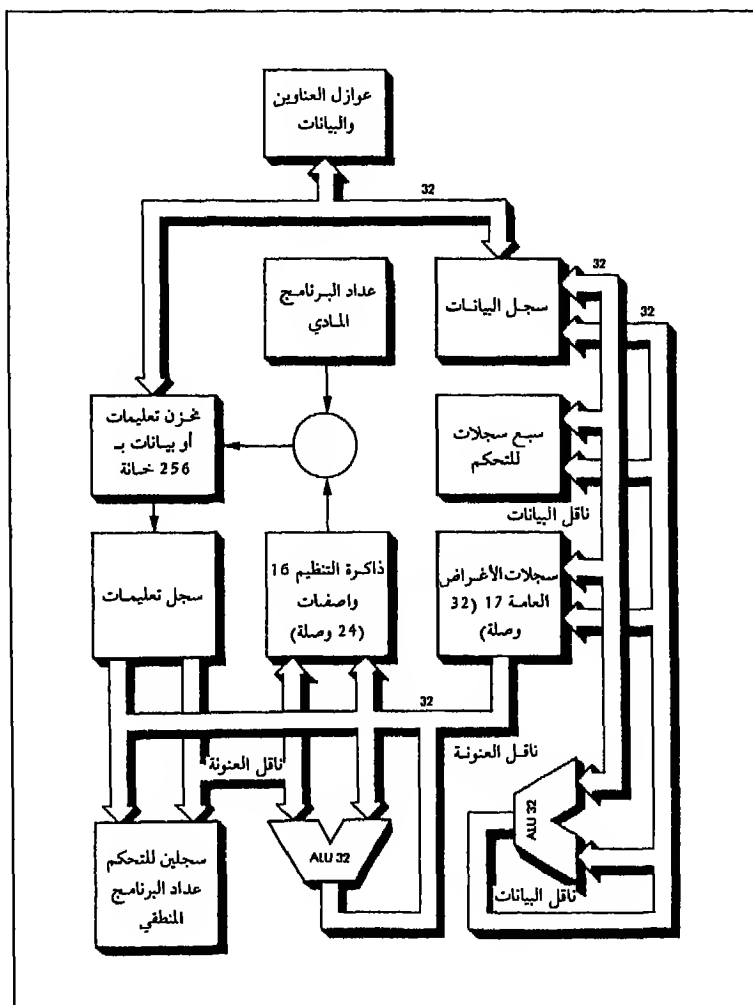 عوازل العناوين
والبيانات
32
عداد البرنامج
المادي
سجل البيانات
32
32
مخزن تعليمات
أو بيانات بـ
256 خانة
سبع سجلات
للتحكم
ناقل البيانات
سجل تعليمات
ذاكرة التنظيم 16
واصفات
(24 وصلة)
سجلات الأغراض
العامة 17 (32
وصلة)
32
ناقل العنونة
ناقل العنونة
سجلين للتحكم
عداد البرنامج
المنطقي
ALU 32
ALU 32
ناقل البيانات